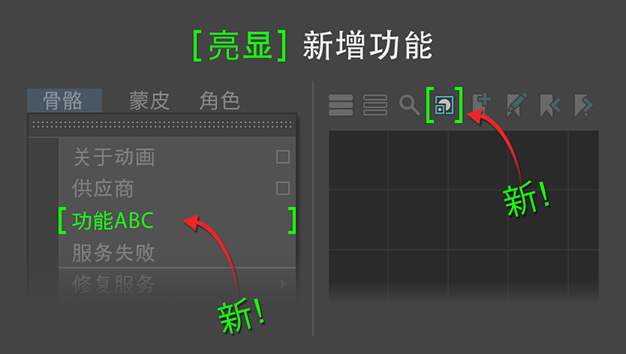 [亮显] 新增功能
骨骼 蒙皮 角色
关于动画
供应商
[功能ABC]
服务失败
修复服务
新!
新!